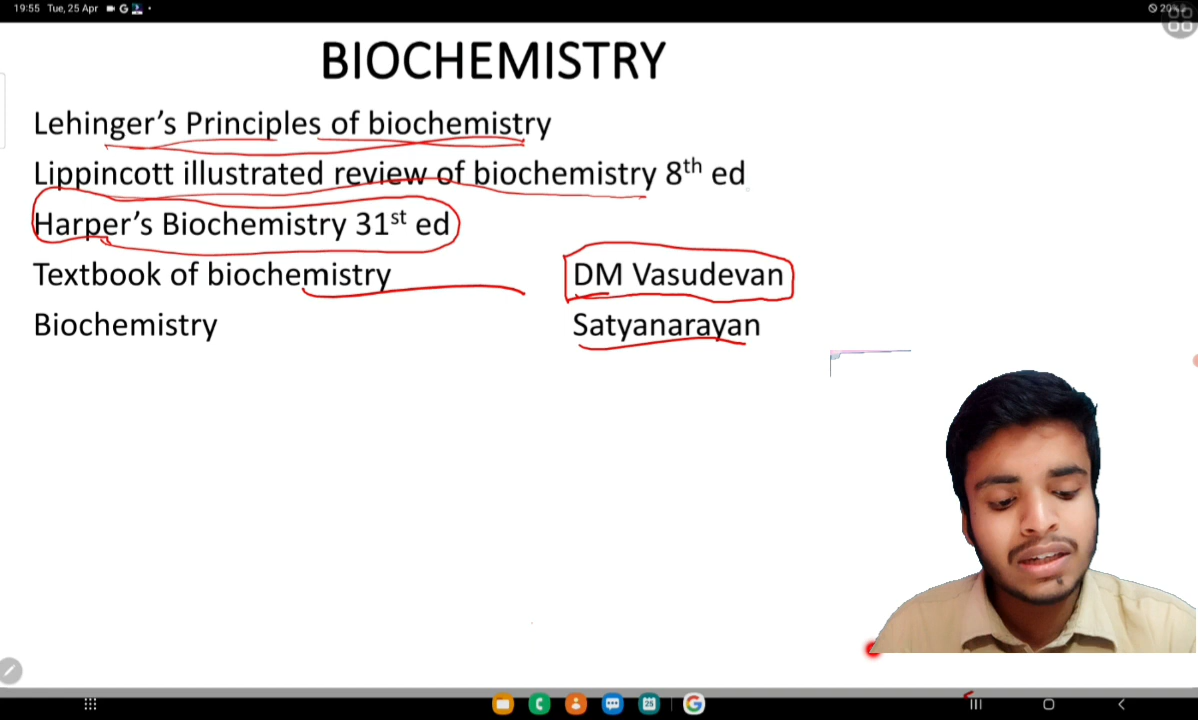 19:55 Tue, 25 Apr
BIOCHEMISTRY
Lehinger’s Principles of biochemistry
Lippincott illustrated review of biochemistry 8th ed
Harper’s Biochemistry 31st ed
Textbook of biochemistry DM Vasudevan
Biochemistry Satyanarayan
25